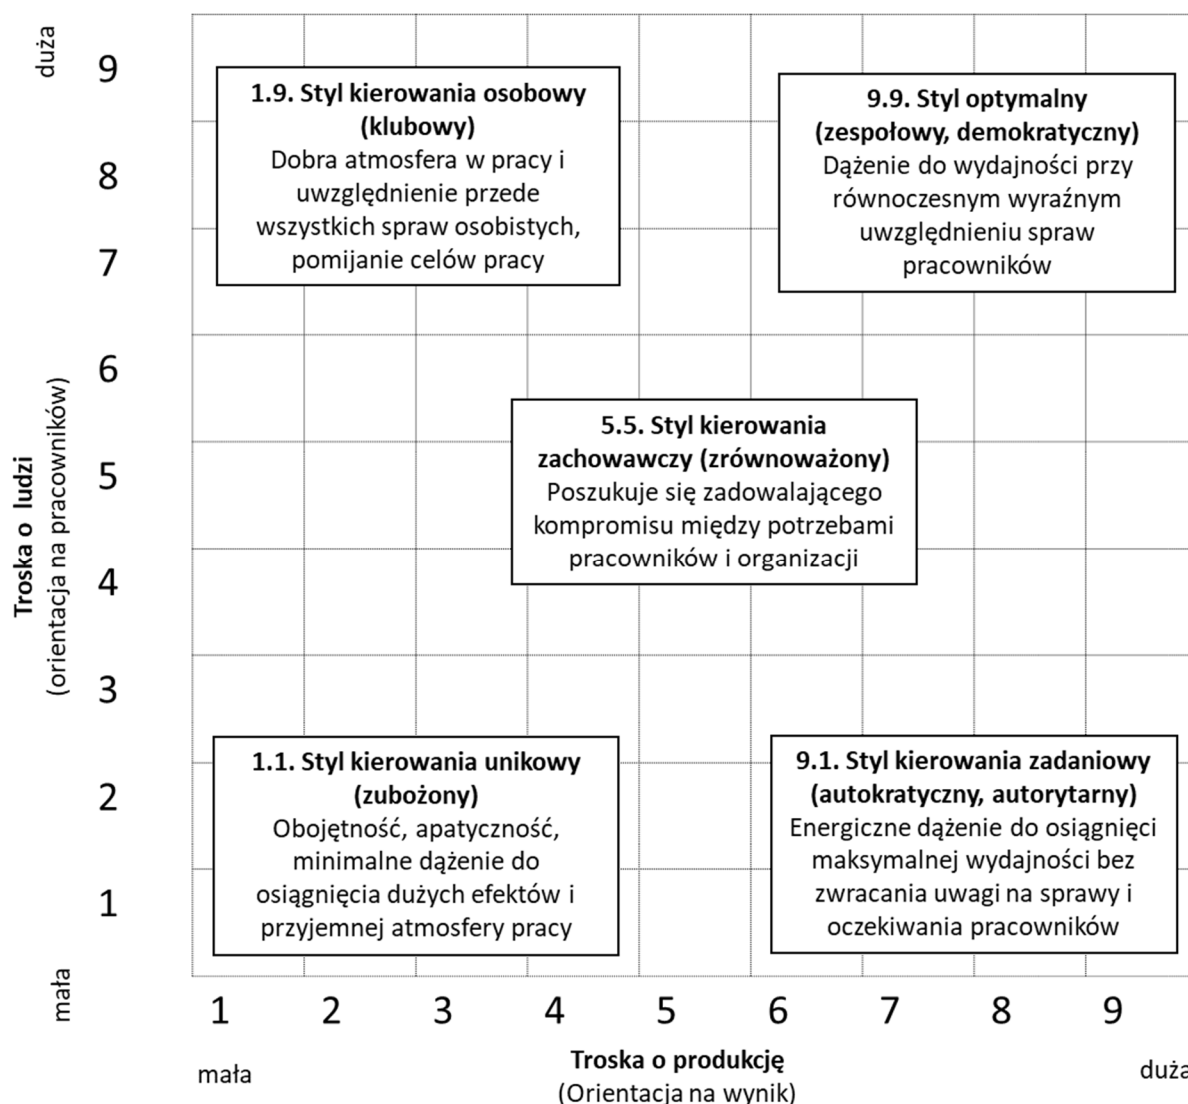 duża
9
8
7
6
5
4
3
2
1
mała
Troska o ludzi
(orientacja na pracowników)
1.9. Styl kierowania osobowy
(klubowy)
Dobra atmosfera w pracy i
uwzględnienie przede
wszystkich spraw osobistych,
pomijanie celów pracy
9.9. Styl optymalny
(zespołowy, demokratyczny)
Dążenie do wydajności przy
równoczesnym wyraźnym
uwzględnieniu spraw
pracowników
5.5. Styl kierowania
zachowawczy (zrównoważony)
Poszukuje się zadowalającego
kompromisu między potrzebami
pracowników i organizacji
1.1. Styl kierowania unikowy
(zubożony)
Obojętność, apatyczność,
minimalne dążenie do
osiągnięcia dużych efektów i
przyjemnej atmosfery pracy
9.1. Styl kierowania zadaniowy
(autokratyczny, autorytarny)
Energiczne dążenie do osiągnięci
maksymalnej wydajności bez
zwracania uwagi na sprawy i
oczekiwania pracowników
1 2 3 4 5 6 7 8 9
mała
Troska o produkcję
(Orientacja na wynik)
duża